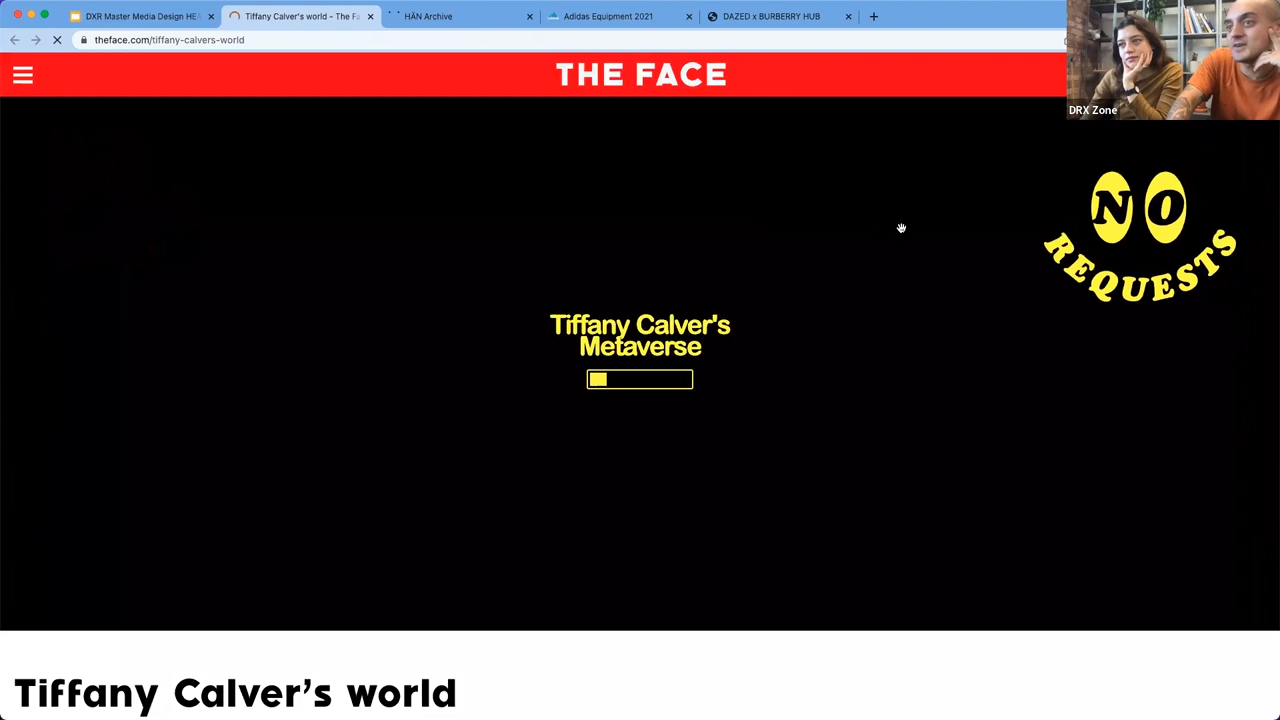 DXR Master Media Design HEA
Tiffany Calver's world - The Fa
HÄN Archive
Adidas Equipment 2021
DAZED x BURBERRY HUB
theface.com/tiffany-calvers-world
THE FACE
DRX Zone
NO
REQUESTS
Tiffany Calver's
Metaverse
Tiffany Calver's world